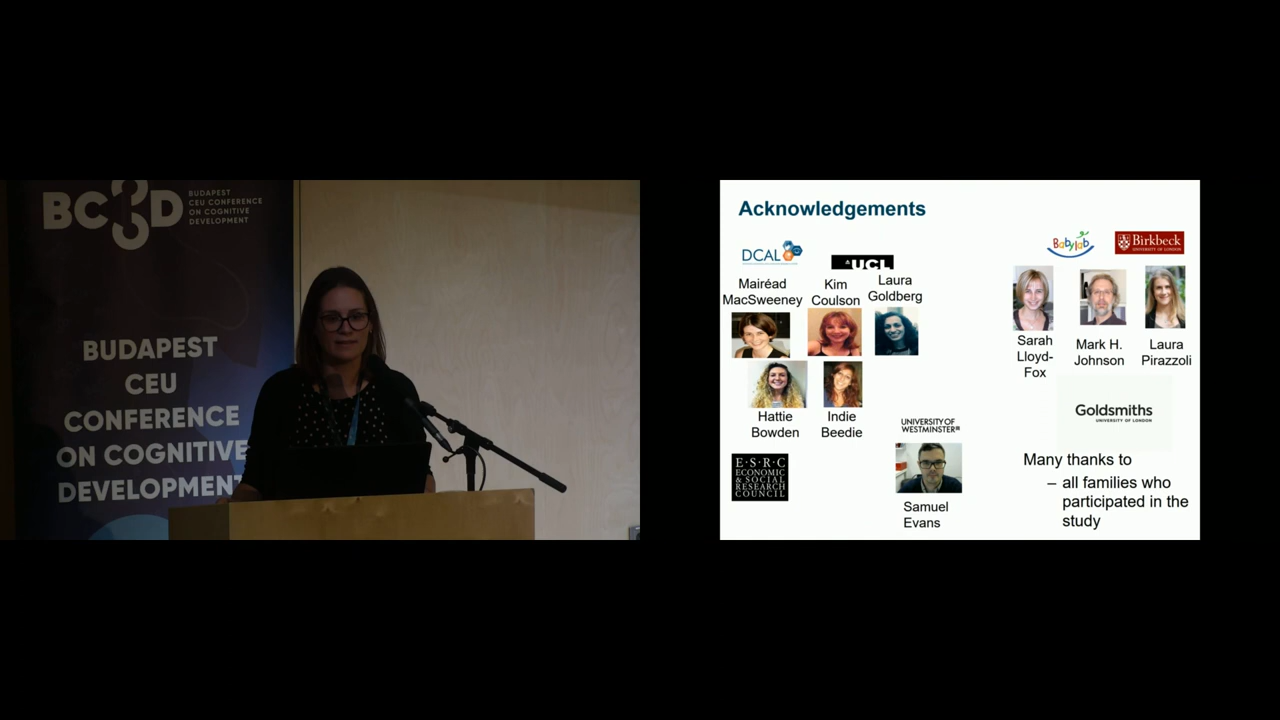 BC3D
BUDAPEST
CEU CONFERENCE
ON COGNITIVE
DEVELOPMENT
BUDAPEST
CEU
CONFERENCE
ON COGNITIVE
DEVELOPMENT
Acknowledgements
DCAL
UCL
Mairéad
MacSweeney
Kim
Coulson
Laura
Goldberg
Hattie
Bowden
Indie
Beedie
E·S·R·C
ECONOMIC
& SOCIAL
RESEARCH
COUNCIL
UNIVERSITY OF
WESTMINSTER
Samuel
Evans
Babylab
Birkbeck
UNIVERSITY OF LONDON
Sarah
Lloyd-
Fox
Mark H.
Johnson
Laura
Pirazzoli
Goldsmiths
UNIVERSITY OF LONDON
Many thanks to
– all families who
participated in the
study